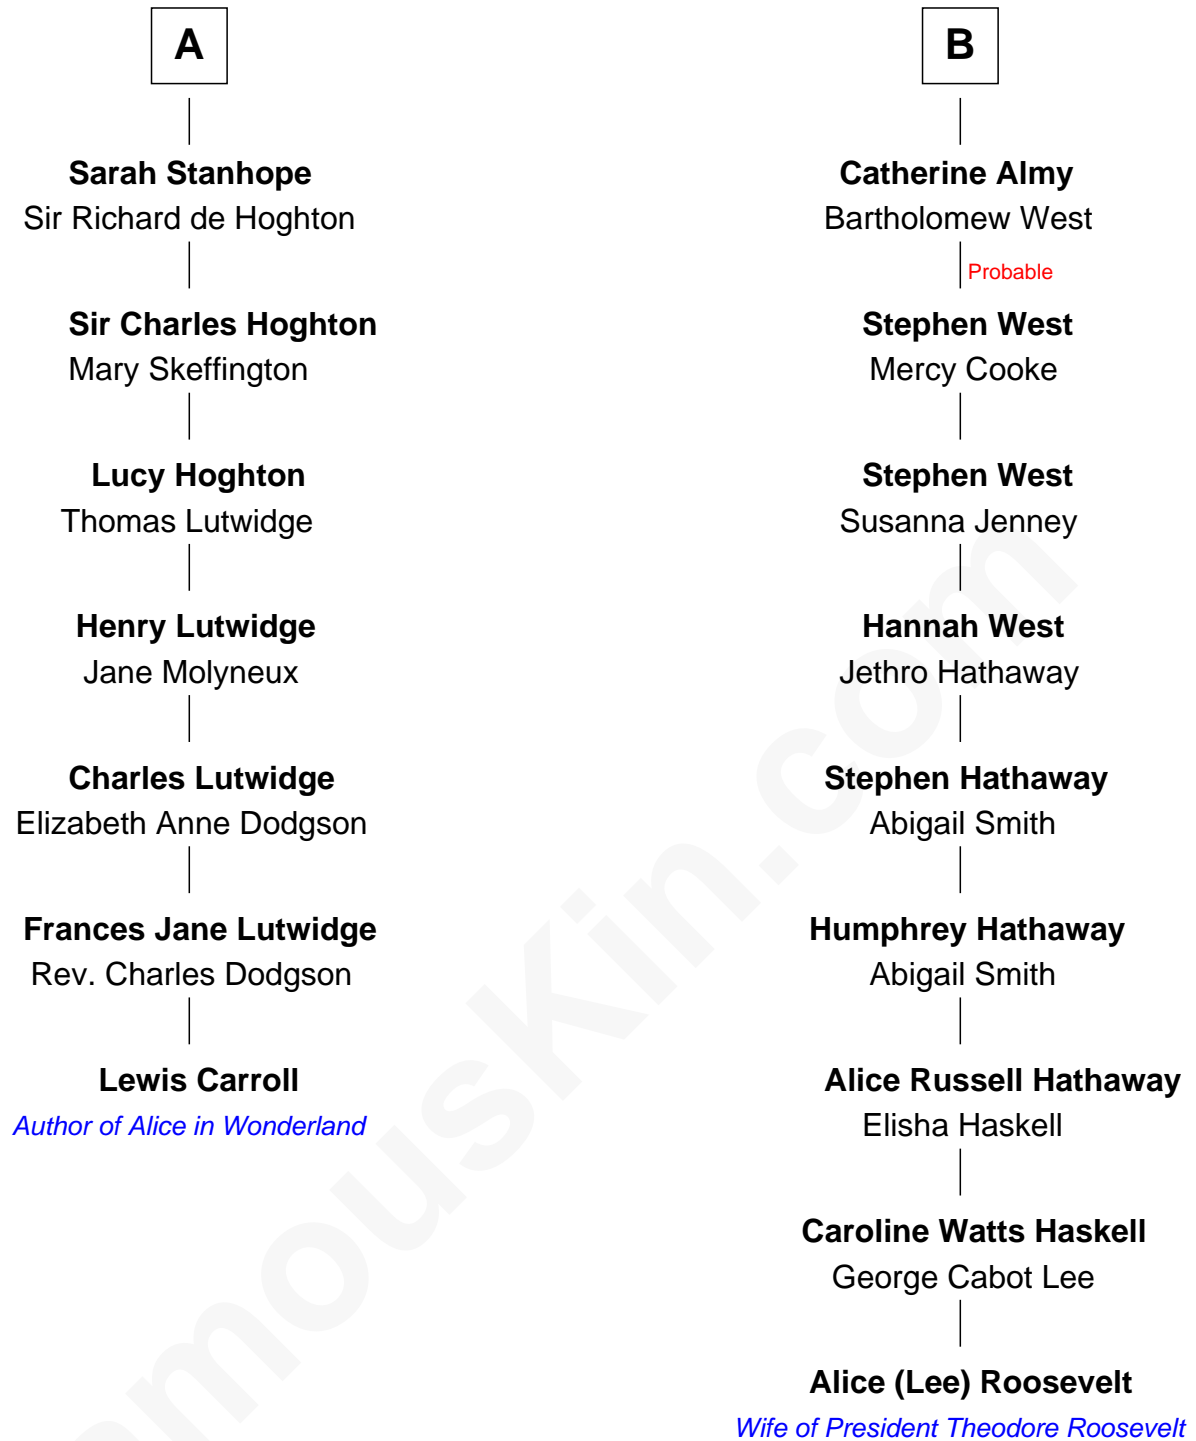 A
Sarah Stanhope
Sir Richard de Hoghton
Sir Charles Hoghton
Mary Skeffington
Lucy Hoghton
Thomas Lutwidge
Henry Lutwidge
Jane Molyneux
Charles Lutwidge
Elizabeth Anne Dodgson
Frances Jane Lutwidge
Rev. Charles Dodgson
Lewis Carroll
Author of Alice in Wonderland
B
Catherine Almy
Bartholomew West
Probable
Stephen West
Mercy Cooke
Stephen West
Susanna Jenney
Hannah West
Jethro Hathaway
Stephen Hathaway
Abigail Smith
Humphrey Hathaway
Abigail Smith
Alice Russell Hathaway
Elisha Haskell
Caroline Watts Haskell
George Cabot Lee
Alice (Lee) Roosevelt
Wife of President Theodore Roosevelt
amouskin.com